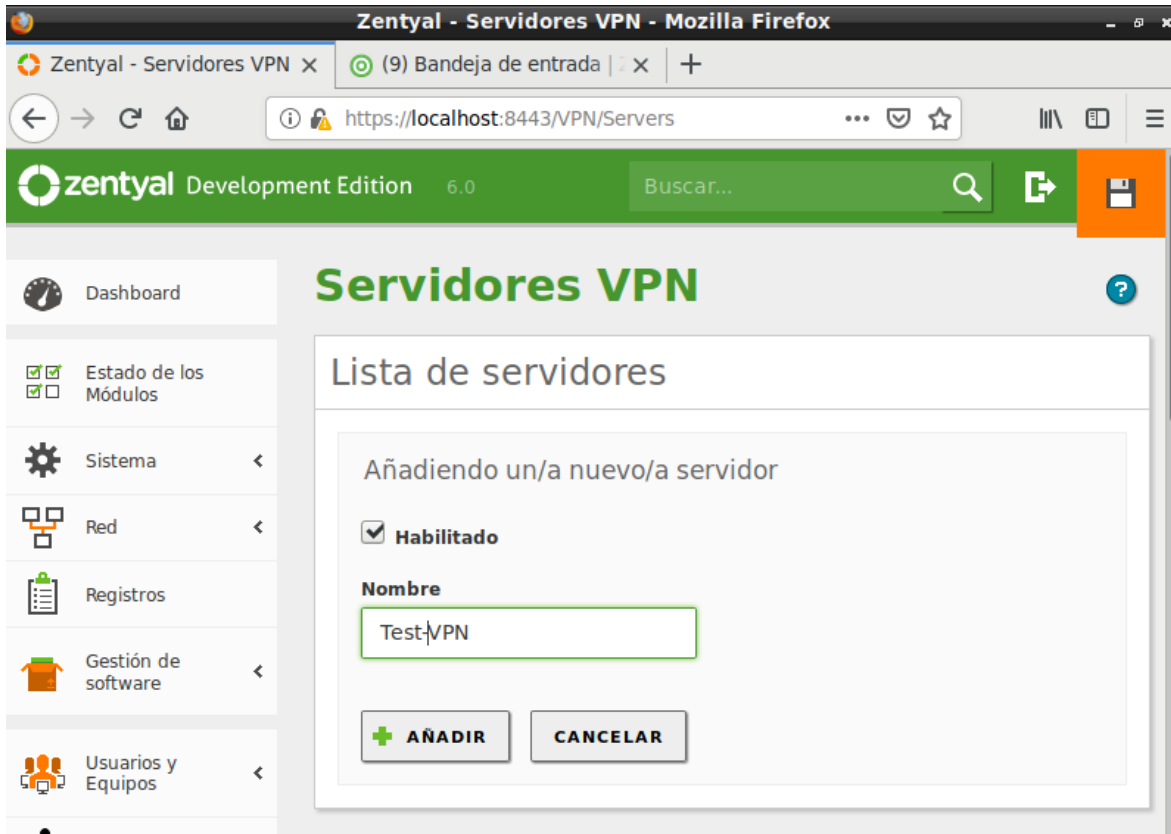 Zentyal - Servidores VPN - Mozilla Firefox
Zentyal - Servidores VPN
(9) Bandeja de entrada |
https://localhost:8443/VPN/Servers
zentyal Development Edition 6.0
Buscar...
Dashboard
Estado de los
Módulos
Sistema
Red
Registros
Gestión de
software
Usuarios y
Equipos
Servidores VPN
?
Lista de servidores
Añadiendo un/a nuevo/a servidor
Habilitado
Nombre
Test-VPN
AÑADIR CANCELAR